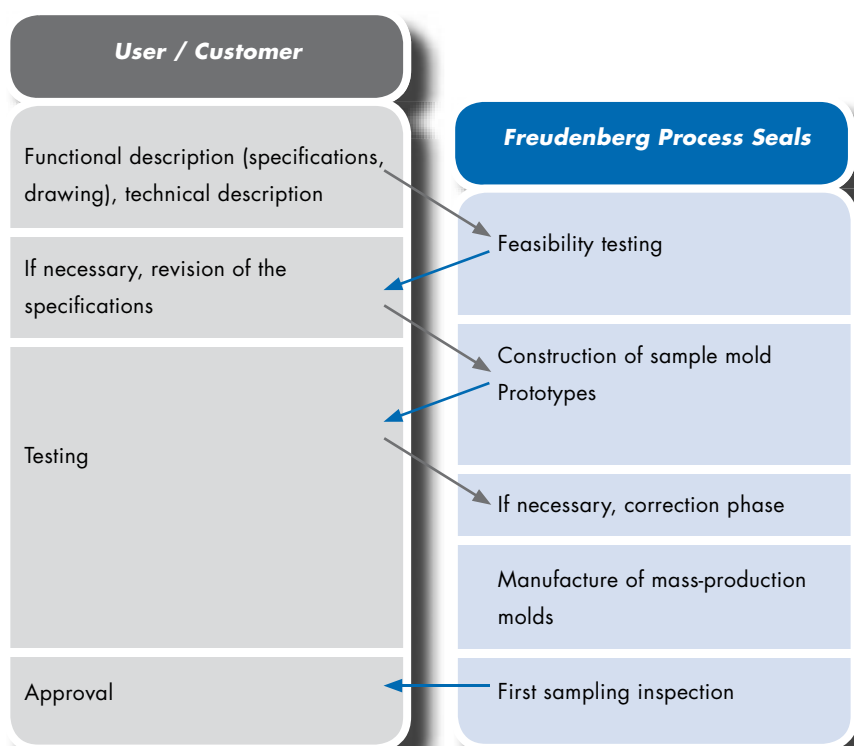 User / Customer
Functional description (specifications,
drawing), technical description
If necessary, revision of the
specifications
Testing
Approval
Freudenberg Process Seals
Feasibility testing
Construction of sample mold
Prototypes
If necessary, correction phase
Manufacture of mass-production
molds
First sampling inspection